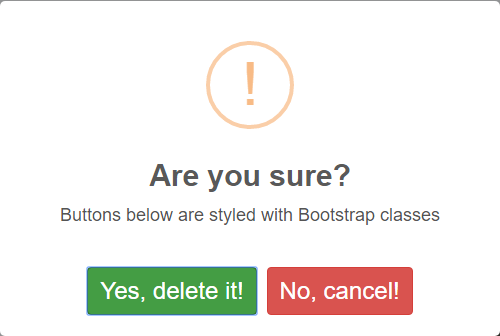 !
Are you sure?
Buttons below are styled with Bootstrap classes
Yes, delete it! No, cancel!